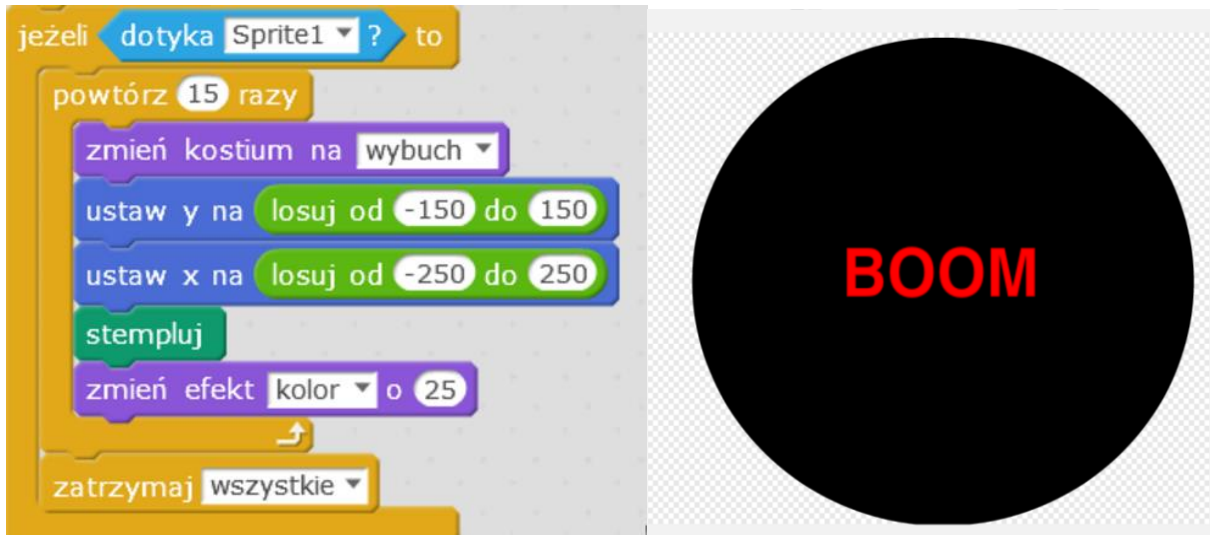 jeżeli dotyka Sprite1 ? to
powtórz 15 razy
zmień kostium na wybuch
ustaw y na losuj od -150 do 150
ustaw x na losuj od -250 do 250
stempluj
zmień efekt kolor o 25
zatrzymaj wszystkie
BOOM